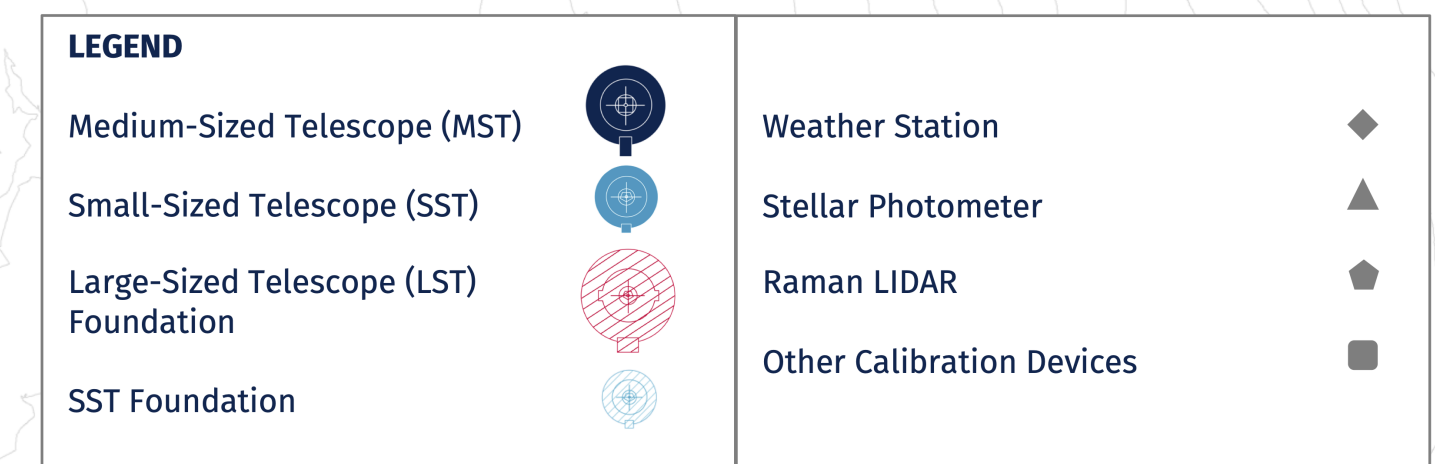 LEGEND
Medium-Sized Telescope (MST)
Small-Sized Telescope (SST)
Large-Sized Telescope (LST)
Foundation
SST Foundation
Weather Station
Stellar Photometer
Raman LIDAR
Other Calibration Devices